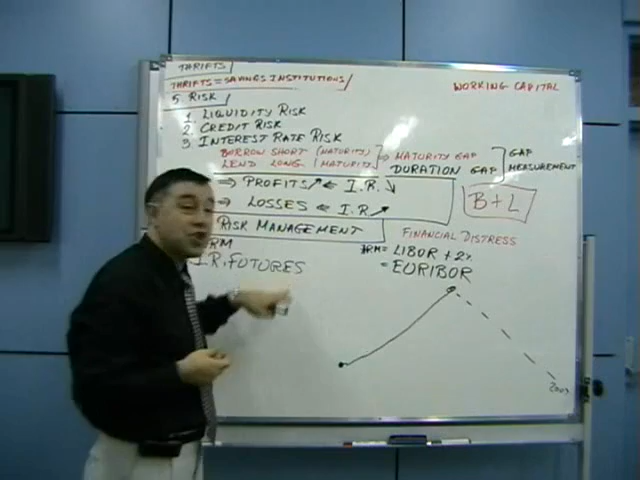 THRIFTS
THRIFTS = SAVINGS INSTITUTIONS
WORKING CAPITAL
5. RISK
1. LIQUIDITY RISK
2. CREDIT RISK
3. INTEREST RATE RISK
BORROW SHORT (MATURITY)
LEND LONG (MATURITY)
⇒ MATURITY GAP
DURATION GAP
GAP MEASUREMENT
⇒ PROFITS ↗ ⇐ I.R. ↘
⇒ LOSSES ⇐ I.R. ↗
B + L
RISK MANAGEMENT
FINANCIAL DISTRESS
RM
I.R. FUTURES
ARM = LIBOR + 2%
= EURIBOR